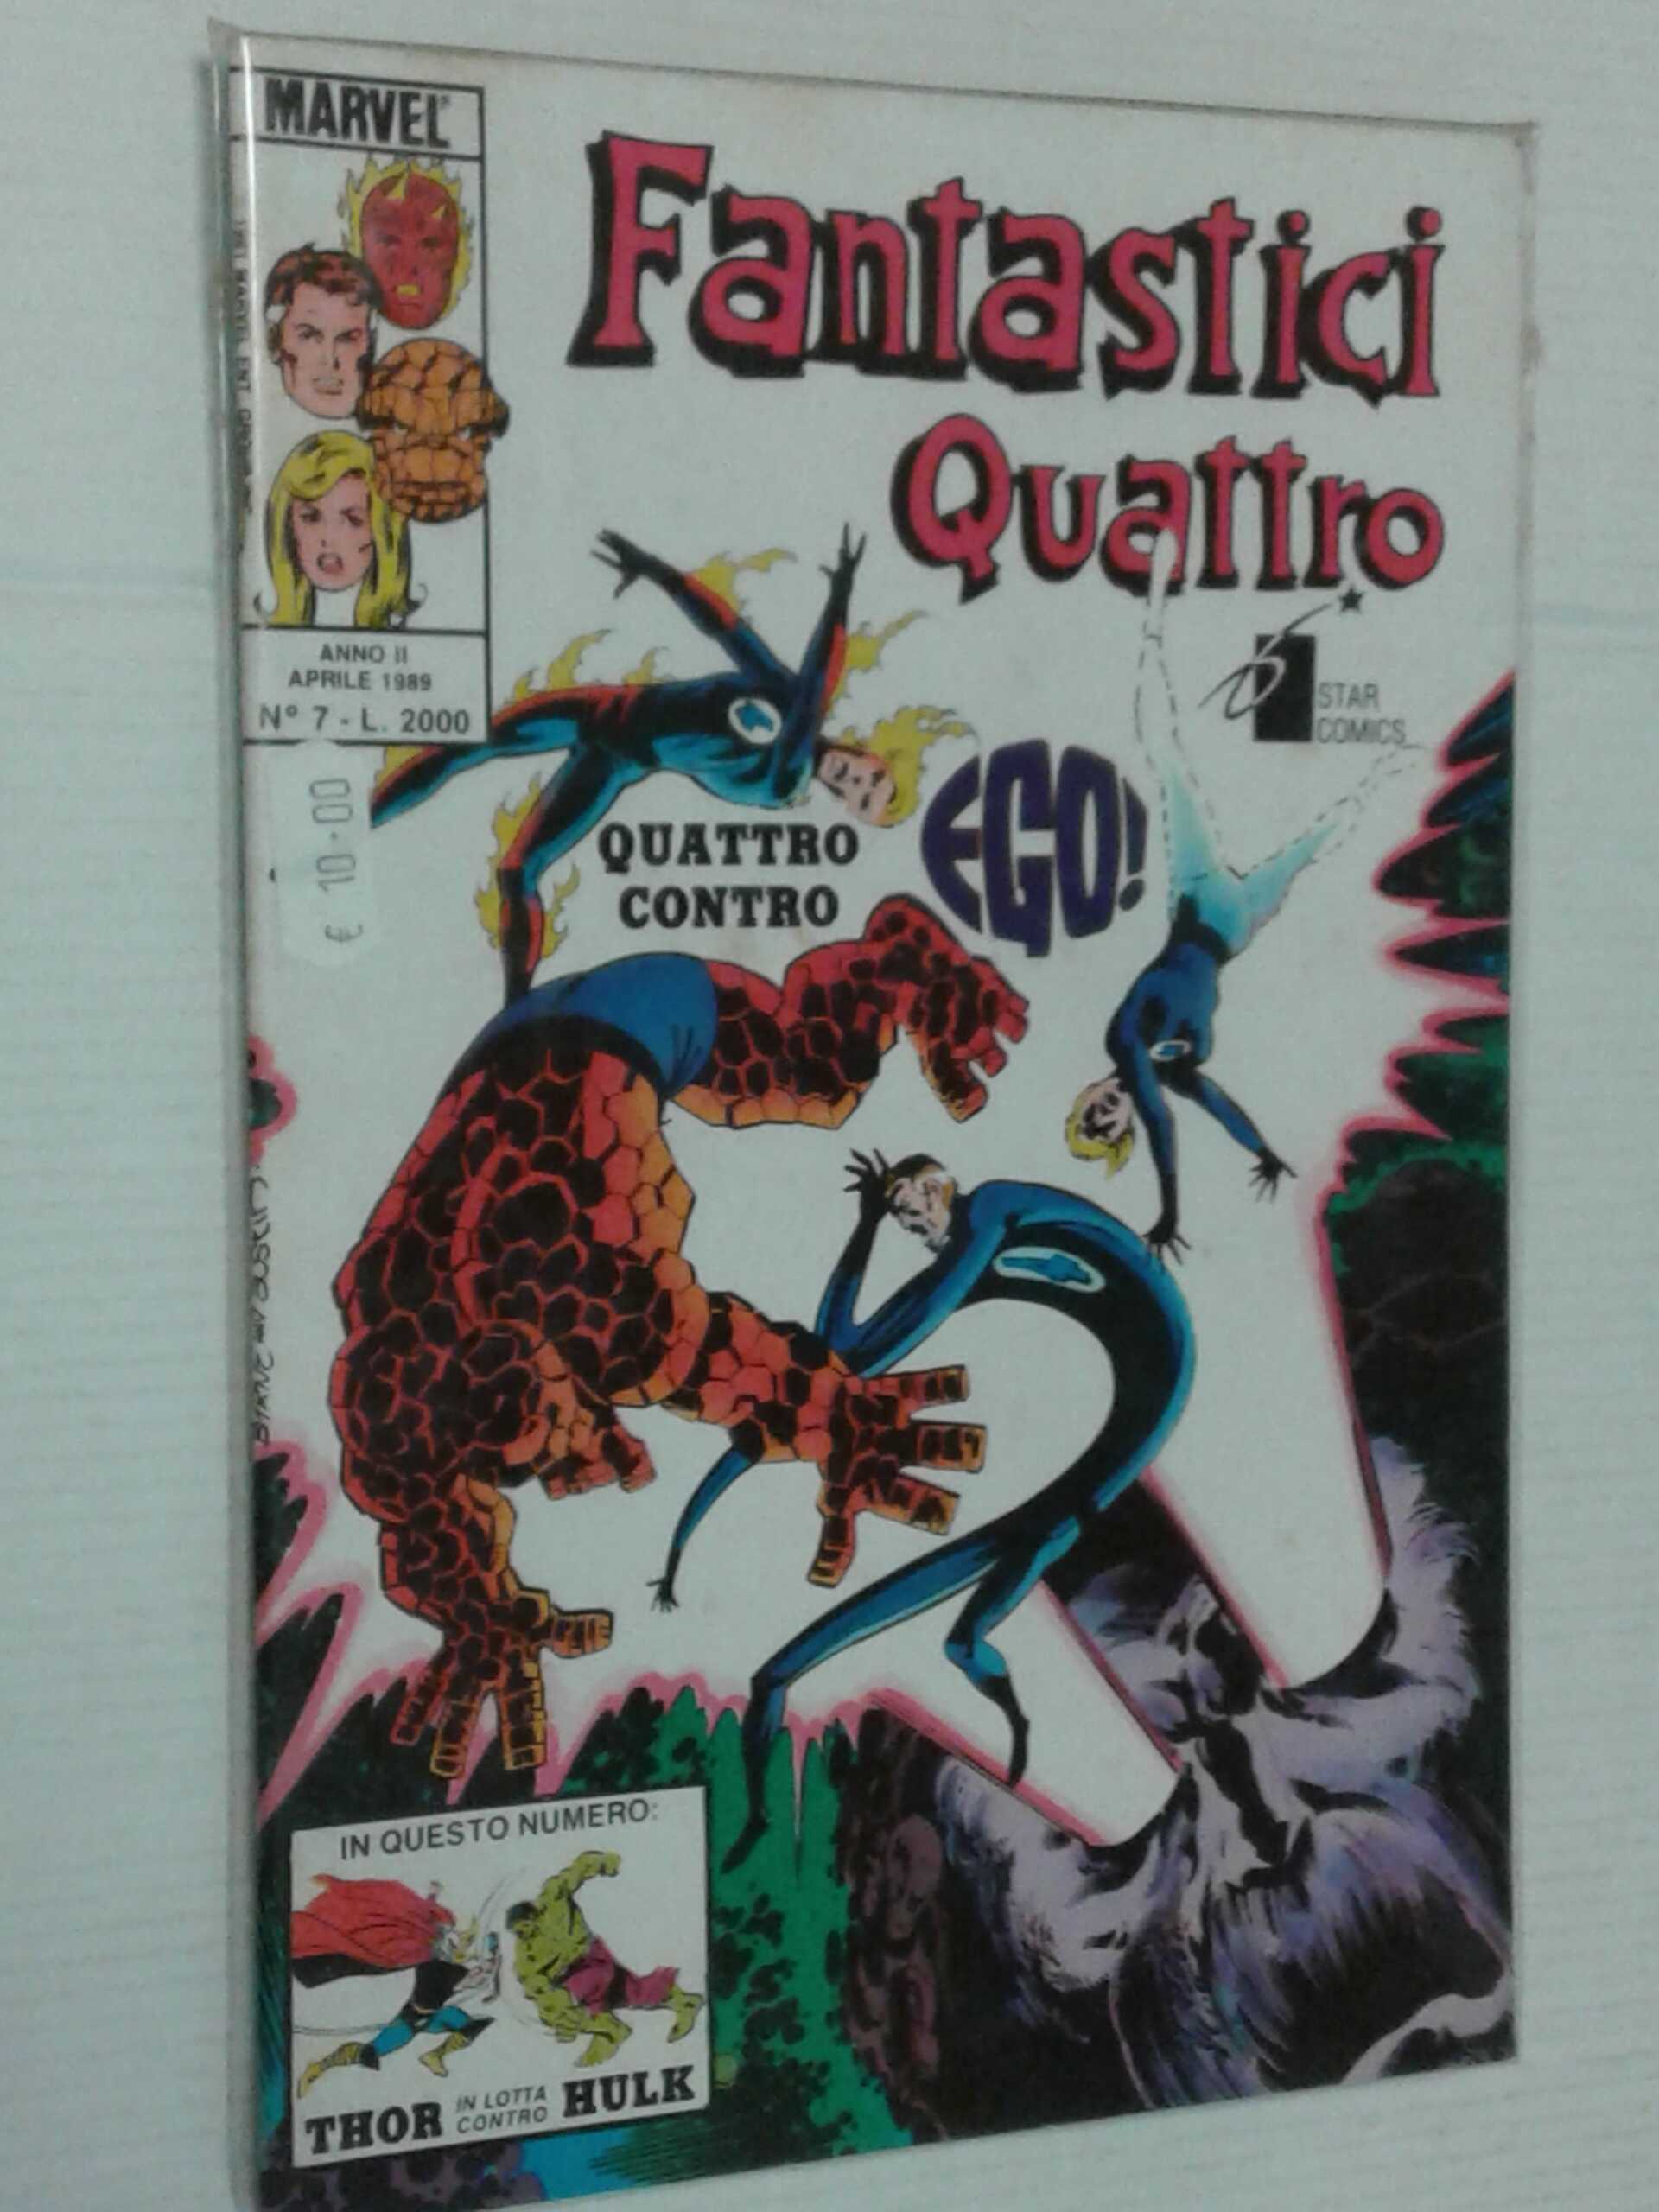 MARVEL
Fantastici
Quattro
ANNO II
APRILE 1989
N° 7 - L. 2000
STAR
COMICS
€ 10.00
QUATTRO
CONTRO
EGO!
IN QUESTO NUMERO:
THOR IN LOTTA CONTRO HULK